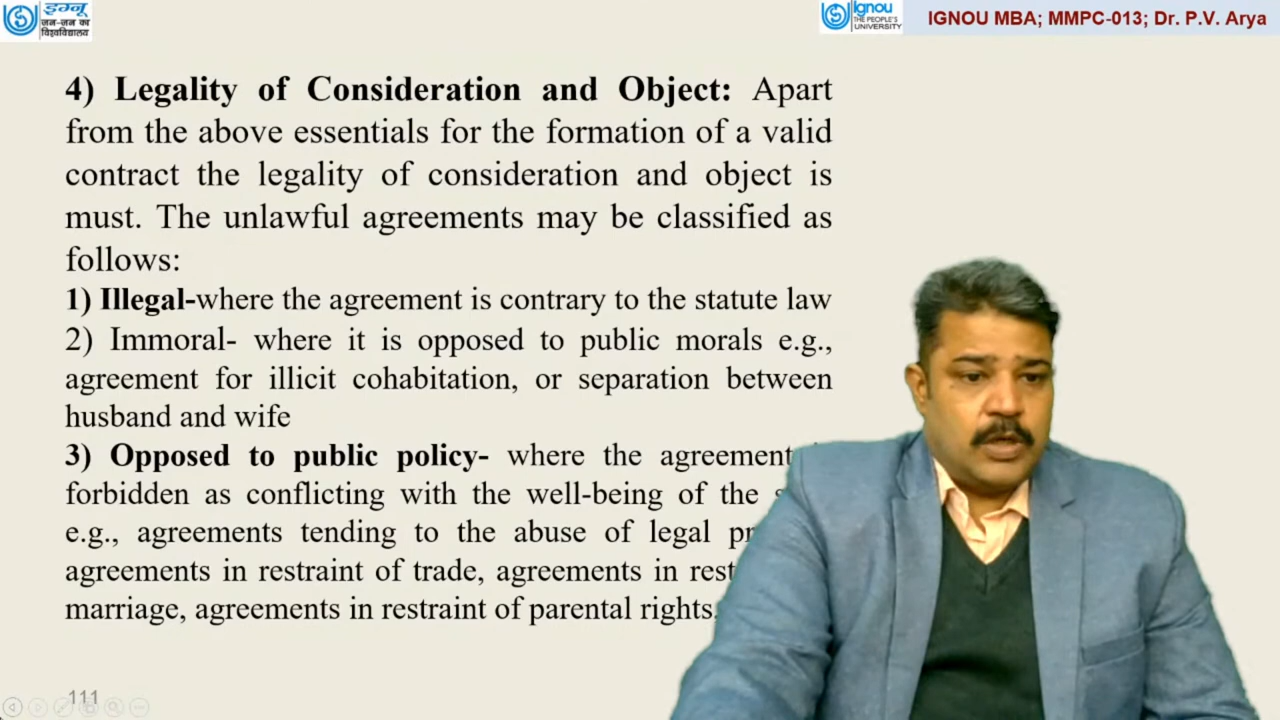 इग्नू
जन-जन का
विश्वविद्यालय
ignou
THE PEOPLE'S
UNIVERSITY
IGNOU MBA; MMPC-013; Dr. P.V. Arya
4) Legality of Consideration and Object: Apart
from the above essentials for the formation of a valid
contract the legality of consideration and object is
must. The unlawful agreements may be classified as
follows:
1) Illegal-where the agreement is contrary to the statute law
2) Immoral- where it is opposed to public morals e.g.,
agreement for illicit cohabitation, or separation between
husband and wife
3) Opposed to public policy- where the agreement
forbidden as conflicting with the well-being of the
e.g., agreements tending to the abuse of legal
agreements in restraint of trade, agreements in
marriage, agreements in restraint of parental rights
111